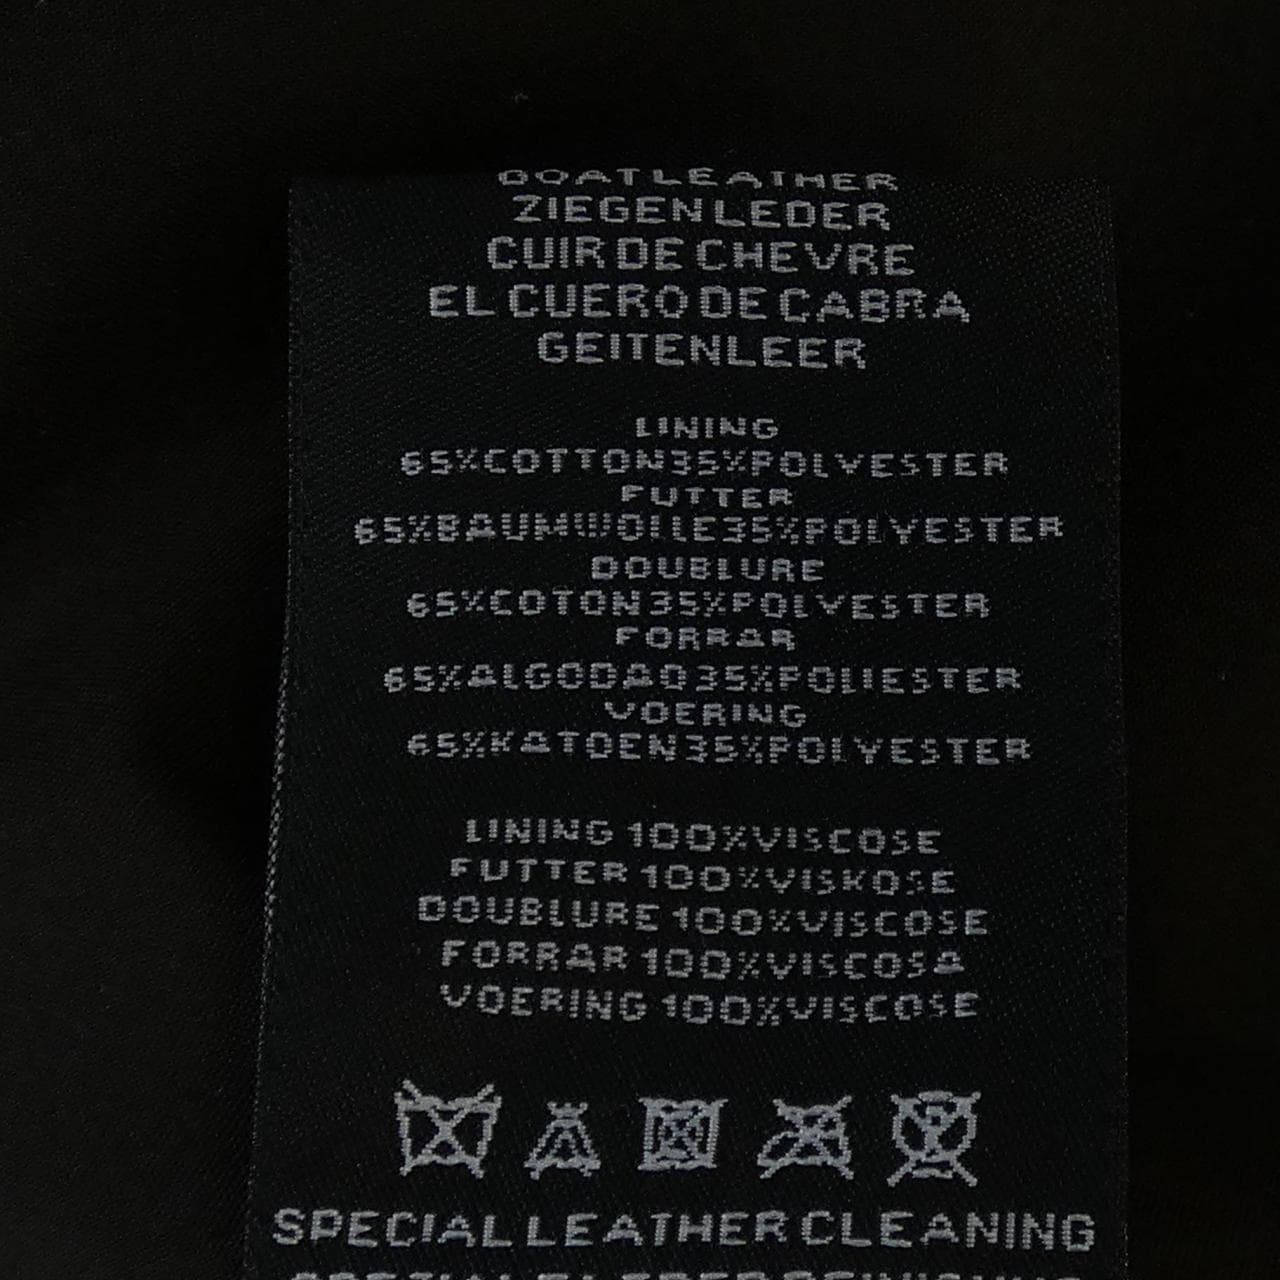 GOATLEATHER
ZIEGENLEDER
CUIR DE CHEVRE
EL CUERO DE CABRA
GEITENLEER
LINING
65%COTTON35%POLYESTER
FUTTER
65%BAUMWOLLE35%POLYESTER
DOUBLURE
65%COTON35%POLYESTER
FORRAR
65%ALGODAO35%POLIESTER
VOERING
65%KATOEN35%POLYESTER
LINING 100%VISCOSE
FUTTER 100%VISKOSE
DOUBLURE 100%VISCOSE
FORRAR 100%VISCOSA
VOERING 100%VISCOSE
SPECIAL LEATHER CLEANING